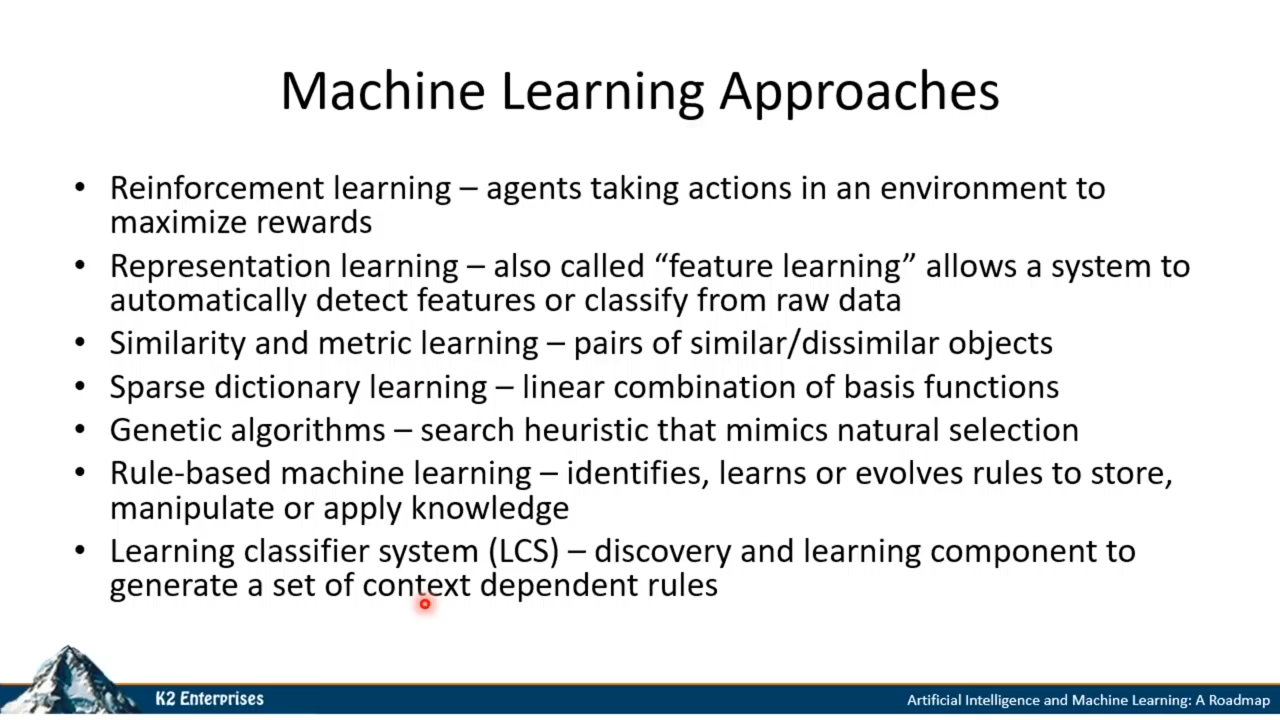 Machine Learning Approaches
• Reinforcement learning – agents taking actions in an environment to
maximize rewards
• Representation learning – also called “feature learning” allows a system to
automatically detect features or classify from raw data
• Similarity and metric learning – pairs of similar/dissimilar objects
• Sparse dictionary learning – linear combination of basis functions
• Genetic algorithms – search heuristic that mimics natural selection
• Rule-based machine learning – identifies, learns or evolves rules to store,
manipulate or apply knowledge
• Learning classifier system (LCS) – discovery and learning component to
generate a set of context dependent rules
K2 Enterprises
Artificial Intelligence and Machine Learning: A Roadmap